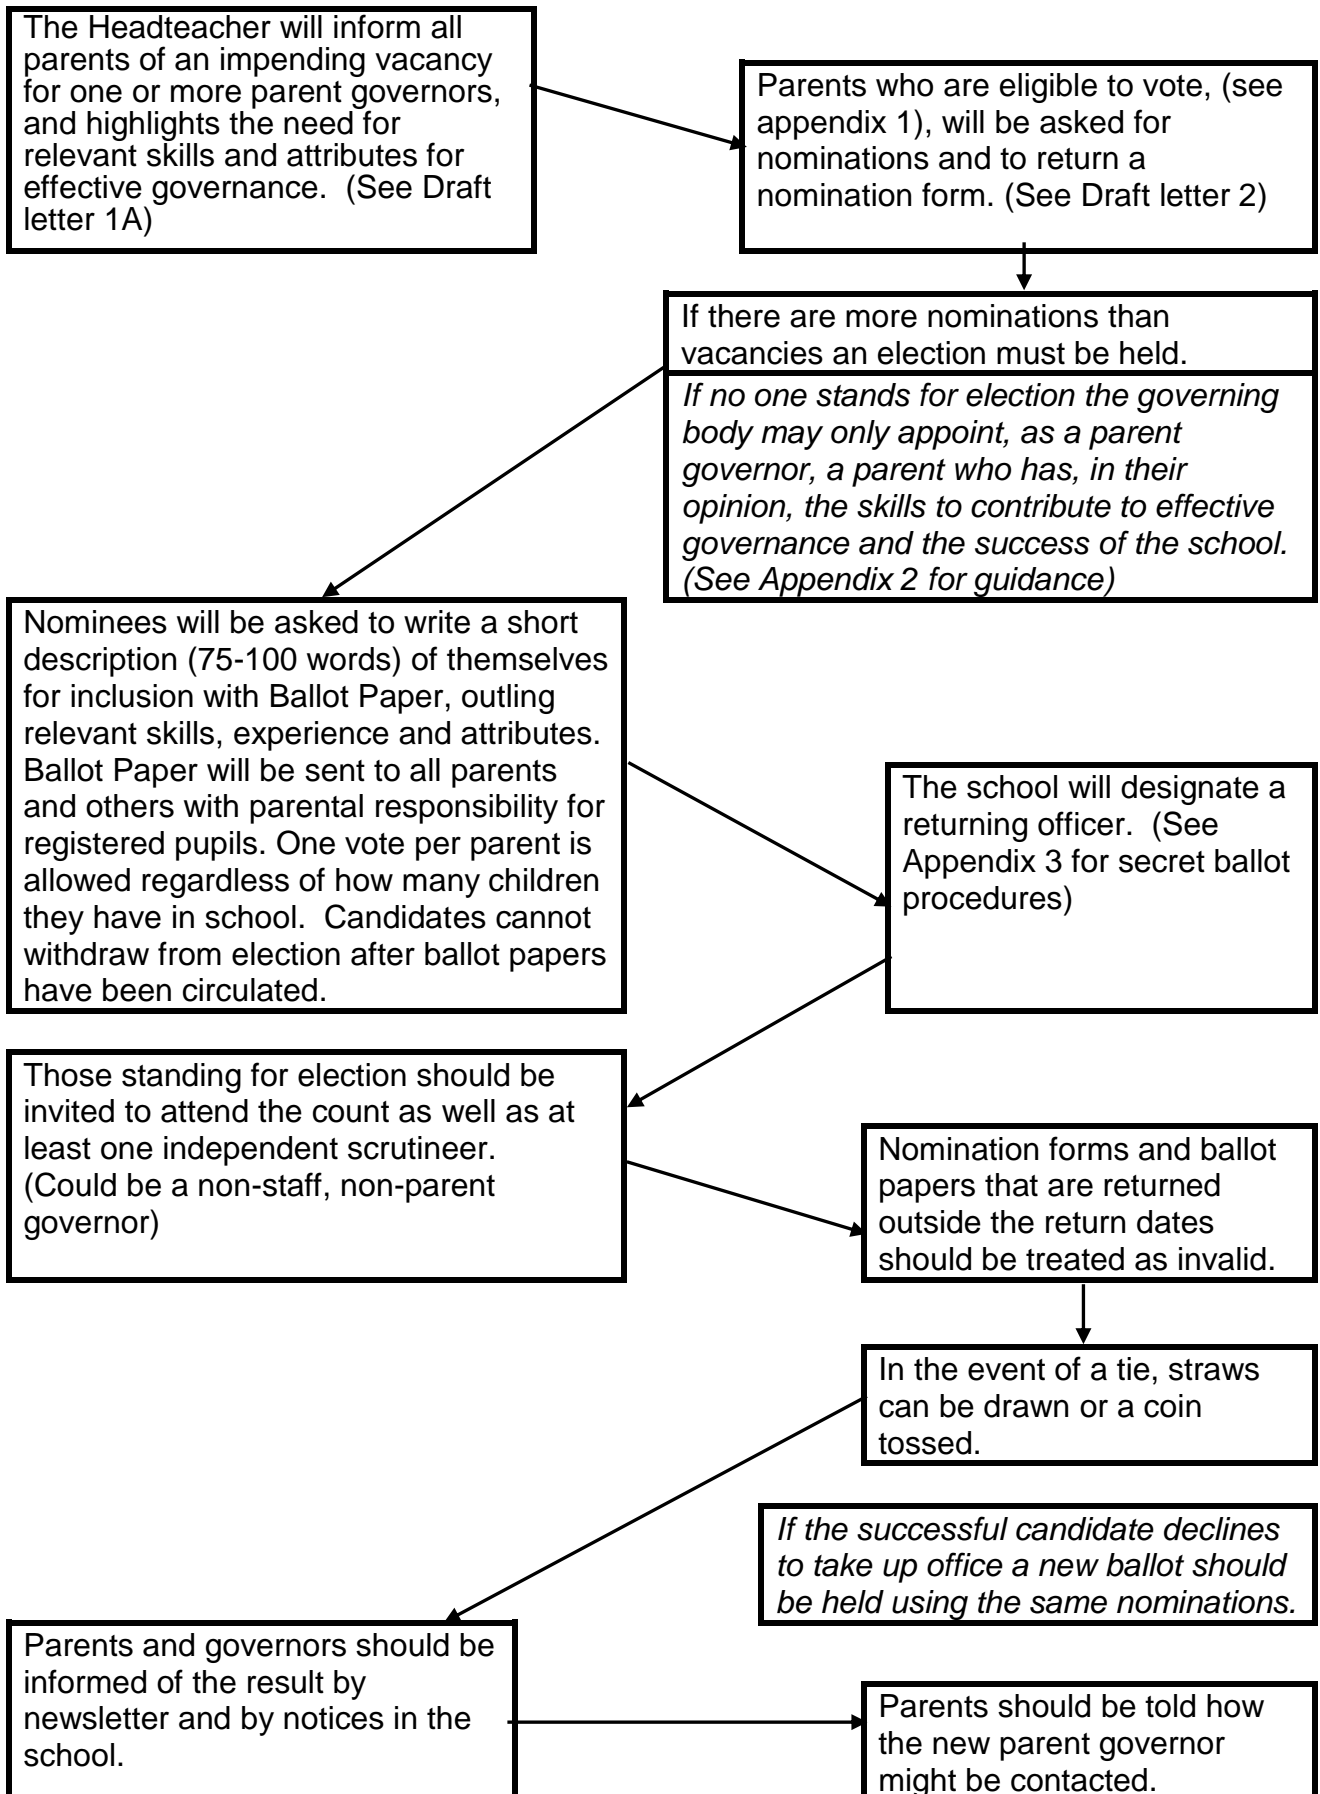 The Headteacher will inform all
parents of an impending vacancy
for one or more parent governors,
and highlights the need for
relevant skills and attributes for
effective governance.  (See Draft
letter 1A)
Parents who are eligible to vote, (see
appendix 1), will be asked for
nominations and to return a
nomination form. (See Draft letter 2)
If there are more nominations than
vacancies an election must be held.
If no one stands for election the governing
body may only appoint, as a parent
governor, a parent who has, in their
opinion, the skills to contribute to effective
governance and the success of the school.
(See Appendix 2 for guidance)
Nominees will be asked to write a short
description (75-100 words) of themselves
for inclusion with Ballot Paper, outling
relevant skills, experience and attributes.
Ballot Paper will be sent to all parents
and others with parental responsibility for
registered pupils. One vote per parent is
allowed regardless of how many children
they have in school.  Candidates cannot
withdraw from election after ballot papers
have been circulated.
The school will designate a
returning officer.  (See
Appendix 3 for secret ballot
procedures)
Those standing for election should be
invited to attend the count as well as at
least one independent scrutineer.
(Could be a non-staff, non-parent
governor)
Nomination forms and ballot
papers that are returned
outside the return dates
should be treated as invalid.
In the event of a tie, straws
can be drawn or a coin
tossed.
If the successful candidate declines
to take up office a new ballot should
be held using the same nominations.
Parents and governors should be
informed of the result by
newsletter and by notices in the
school.
Parents should be told how
the new parent governor
might be contacted.